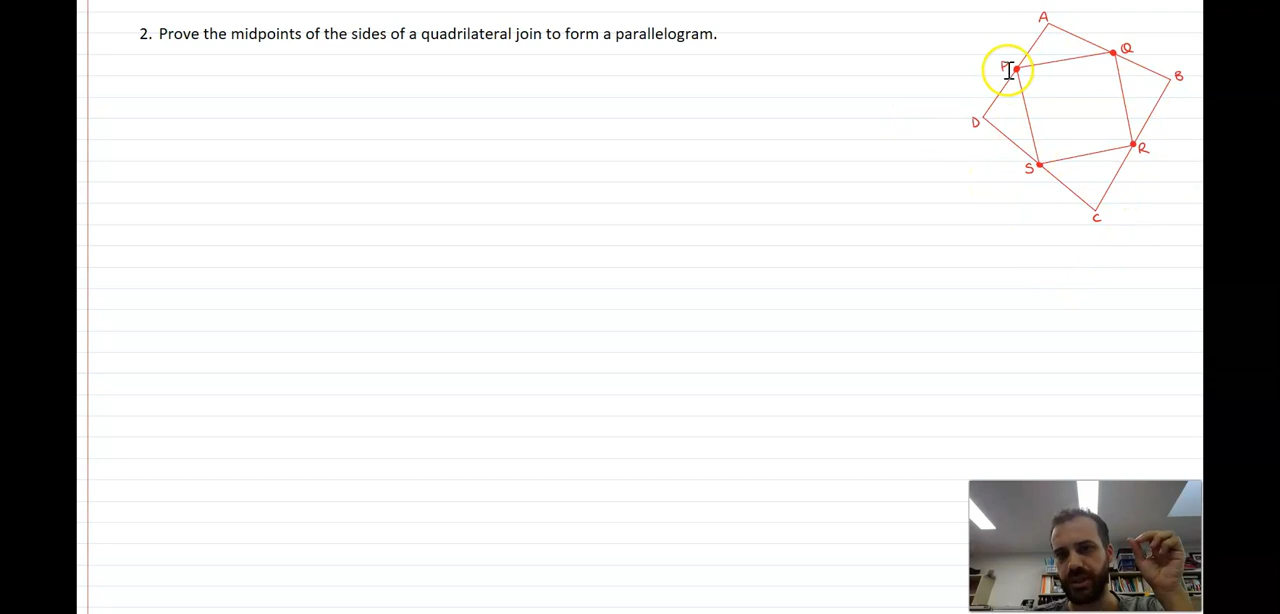 2. Prove the midpoints of the sides of a quadrilateral join to form a parallelogram.
A
Q
P
B
D
R
S
C